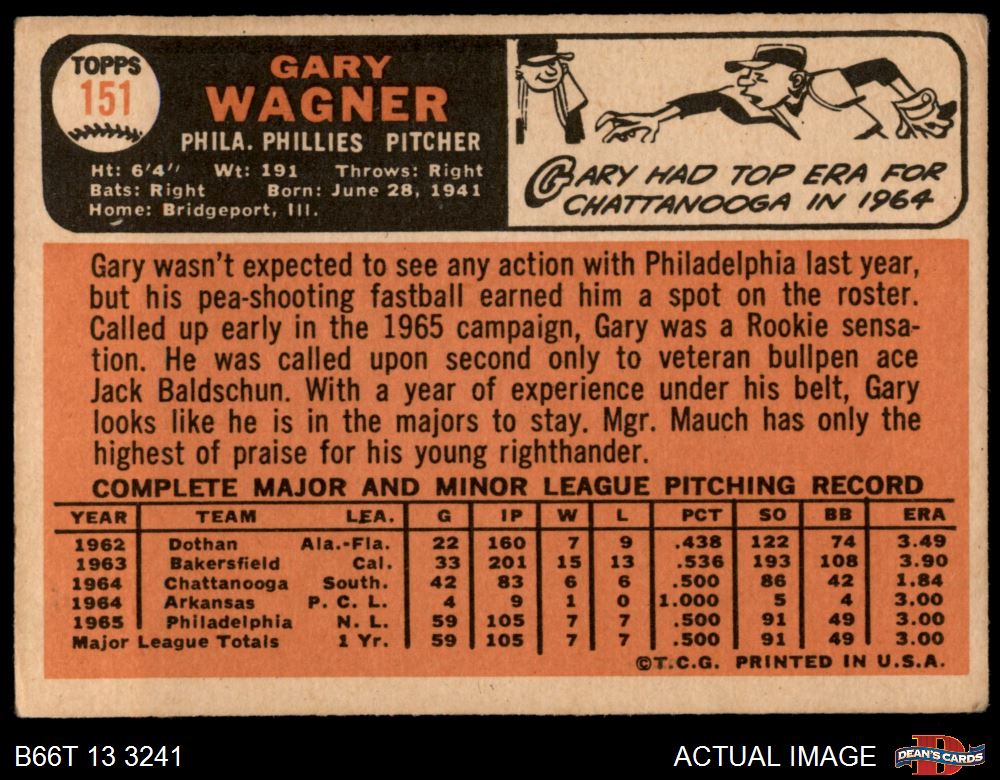 TOPPS
151
GARY
WAGNER
PHILA. PHILLIES PITCHER
Ht: 6'4" Wt: 191 Throws: Right
Bats: Right Born: June 28, 1941
Home: Bridgeport, Ill.
GARY HAD TOP ERA FOR
CHATTANOOGA IN 1964
Gary wasn't expected to see any action with Philadelphia last year,
but his pea-shooting fastball earned him a spot on the roster.
Called up early in the 1965 campaign, Gary was a Rookie sensa-
tion. He was called upon second only to veteran bullpen ace
Jack Baldschun. With a year of experience under his belt, Gary
looks like he is in the majors to stay. Mgr. Mauch has only the
highest of praise for his young righthander.
COMPLETE MAJOR AND MINOR LEAGUE PITCHING RECORD
YEAR TEAM LEA. G IP W L PCT SO BB ERA
1962 Dothan Ala.-Fla. 22 160 7 9 .438 122 74 3.49
1963 Bakersfield Cal. 33 201 15 13 .536 193 108 3.90
1964 Chattanooga South. 42 83 6 6 .500 86 42 1.84
1964 Arkansas P. C. L. 4 9 1 0 1.000 5 4 3.00
1965 Philadelphia N. L. 59 105 7 7 .500 91 49 3.00
Major League Totals 1 Yr. 59 105 7 7 .500 91 49 3.00
©T.C.G. PRINTED IN U.S.A.
B66T 13 3241
ACTUAL IMAGE
DEAN'S CARDS